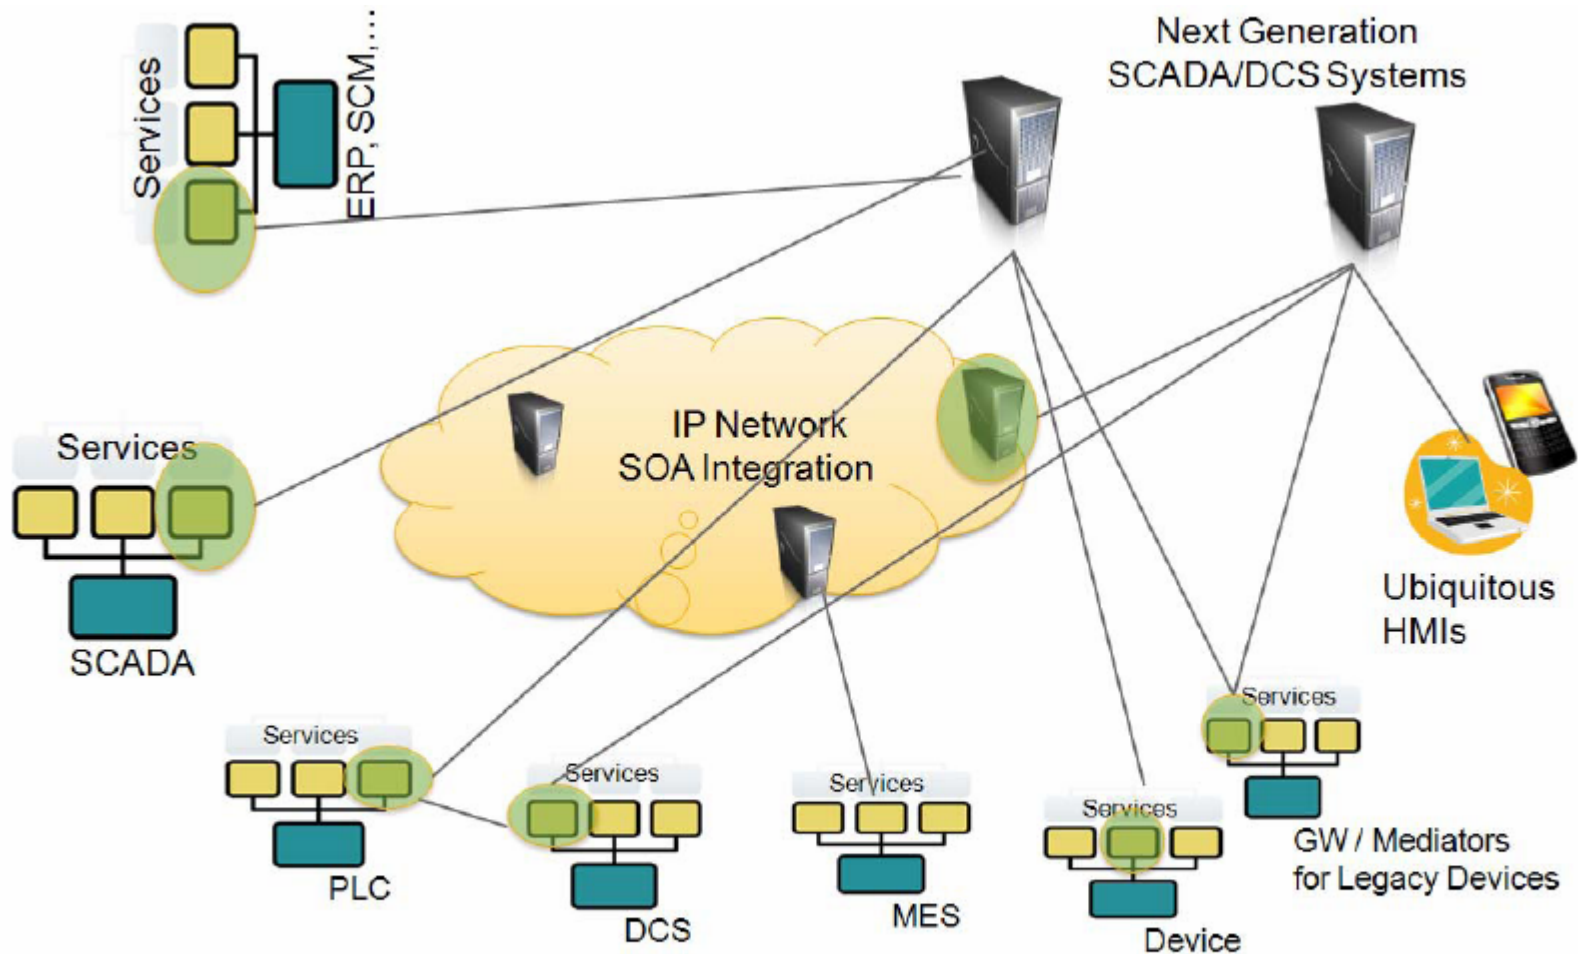 Services
ERP, SCM,...
Next Generation
SCADA/DCS Systems
IP Network
SOA Integration
Services
SCADA
Ubiquitous
HMIs
Services
PLC
Services
DCS
Services
MES
Services
Device
Services
GW / Mediators
for Legacy Devices